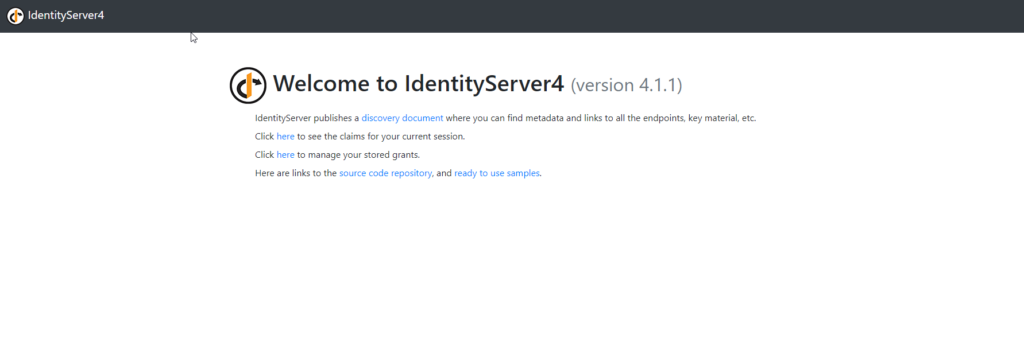 IdentityServer4
Welcome to IdentityServer4 (version 4.1.1)
IdentityServer publishes a discovery document where you can find metadata and links to all the endpoints, key material, etc.
Click here to see the claims for your current session.
Click here to manage your stored grants.
Here are links to the source code repository, and ready to use samples.